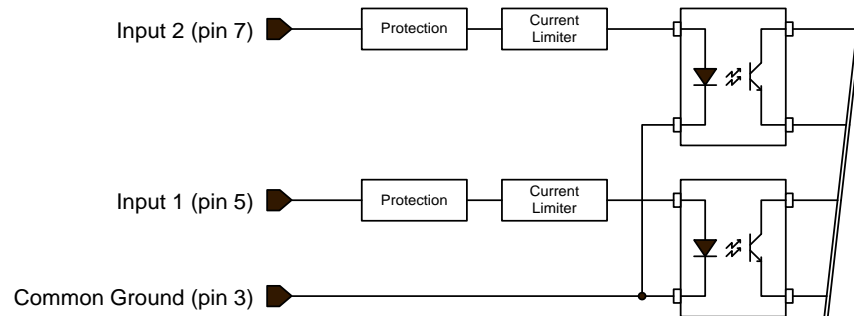 Input 2 (pin 7)
Protection
Current
Limiter
Input 1 (pin 5)
Protection
Current
Limiter
Common Ground (pin 3)